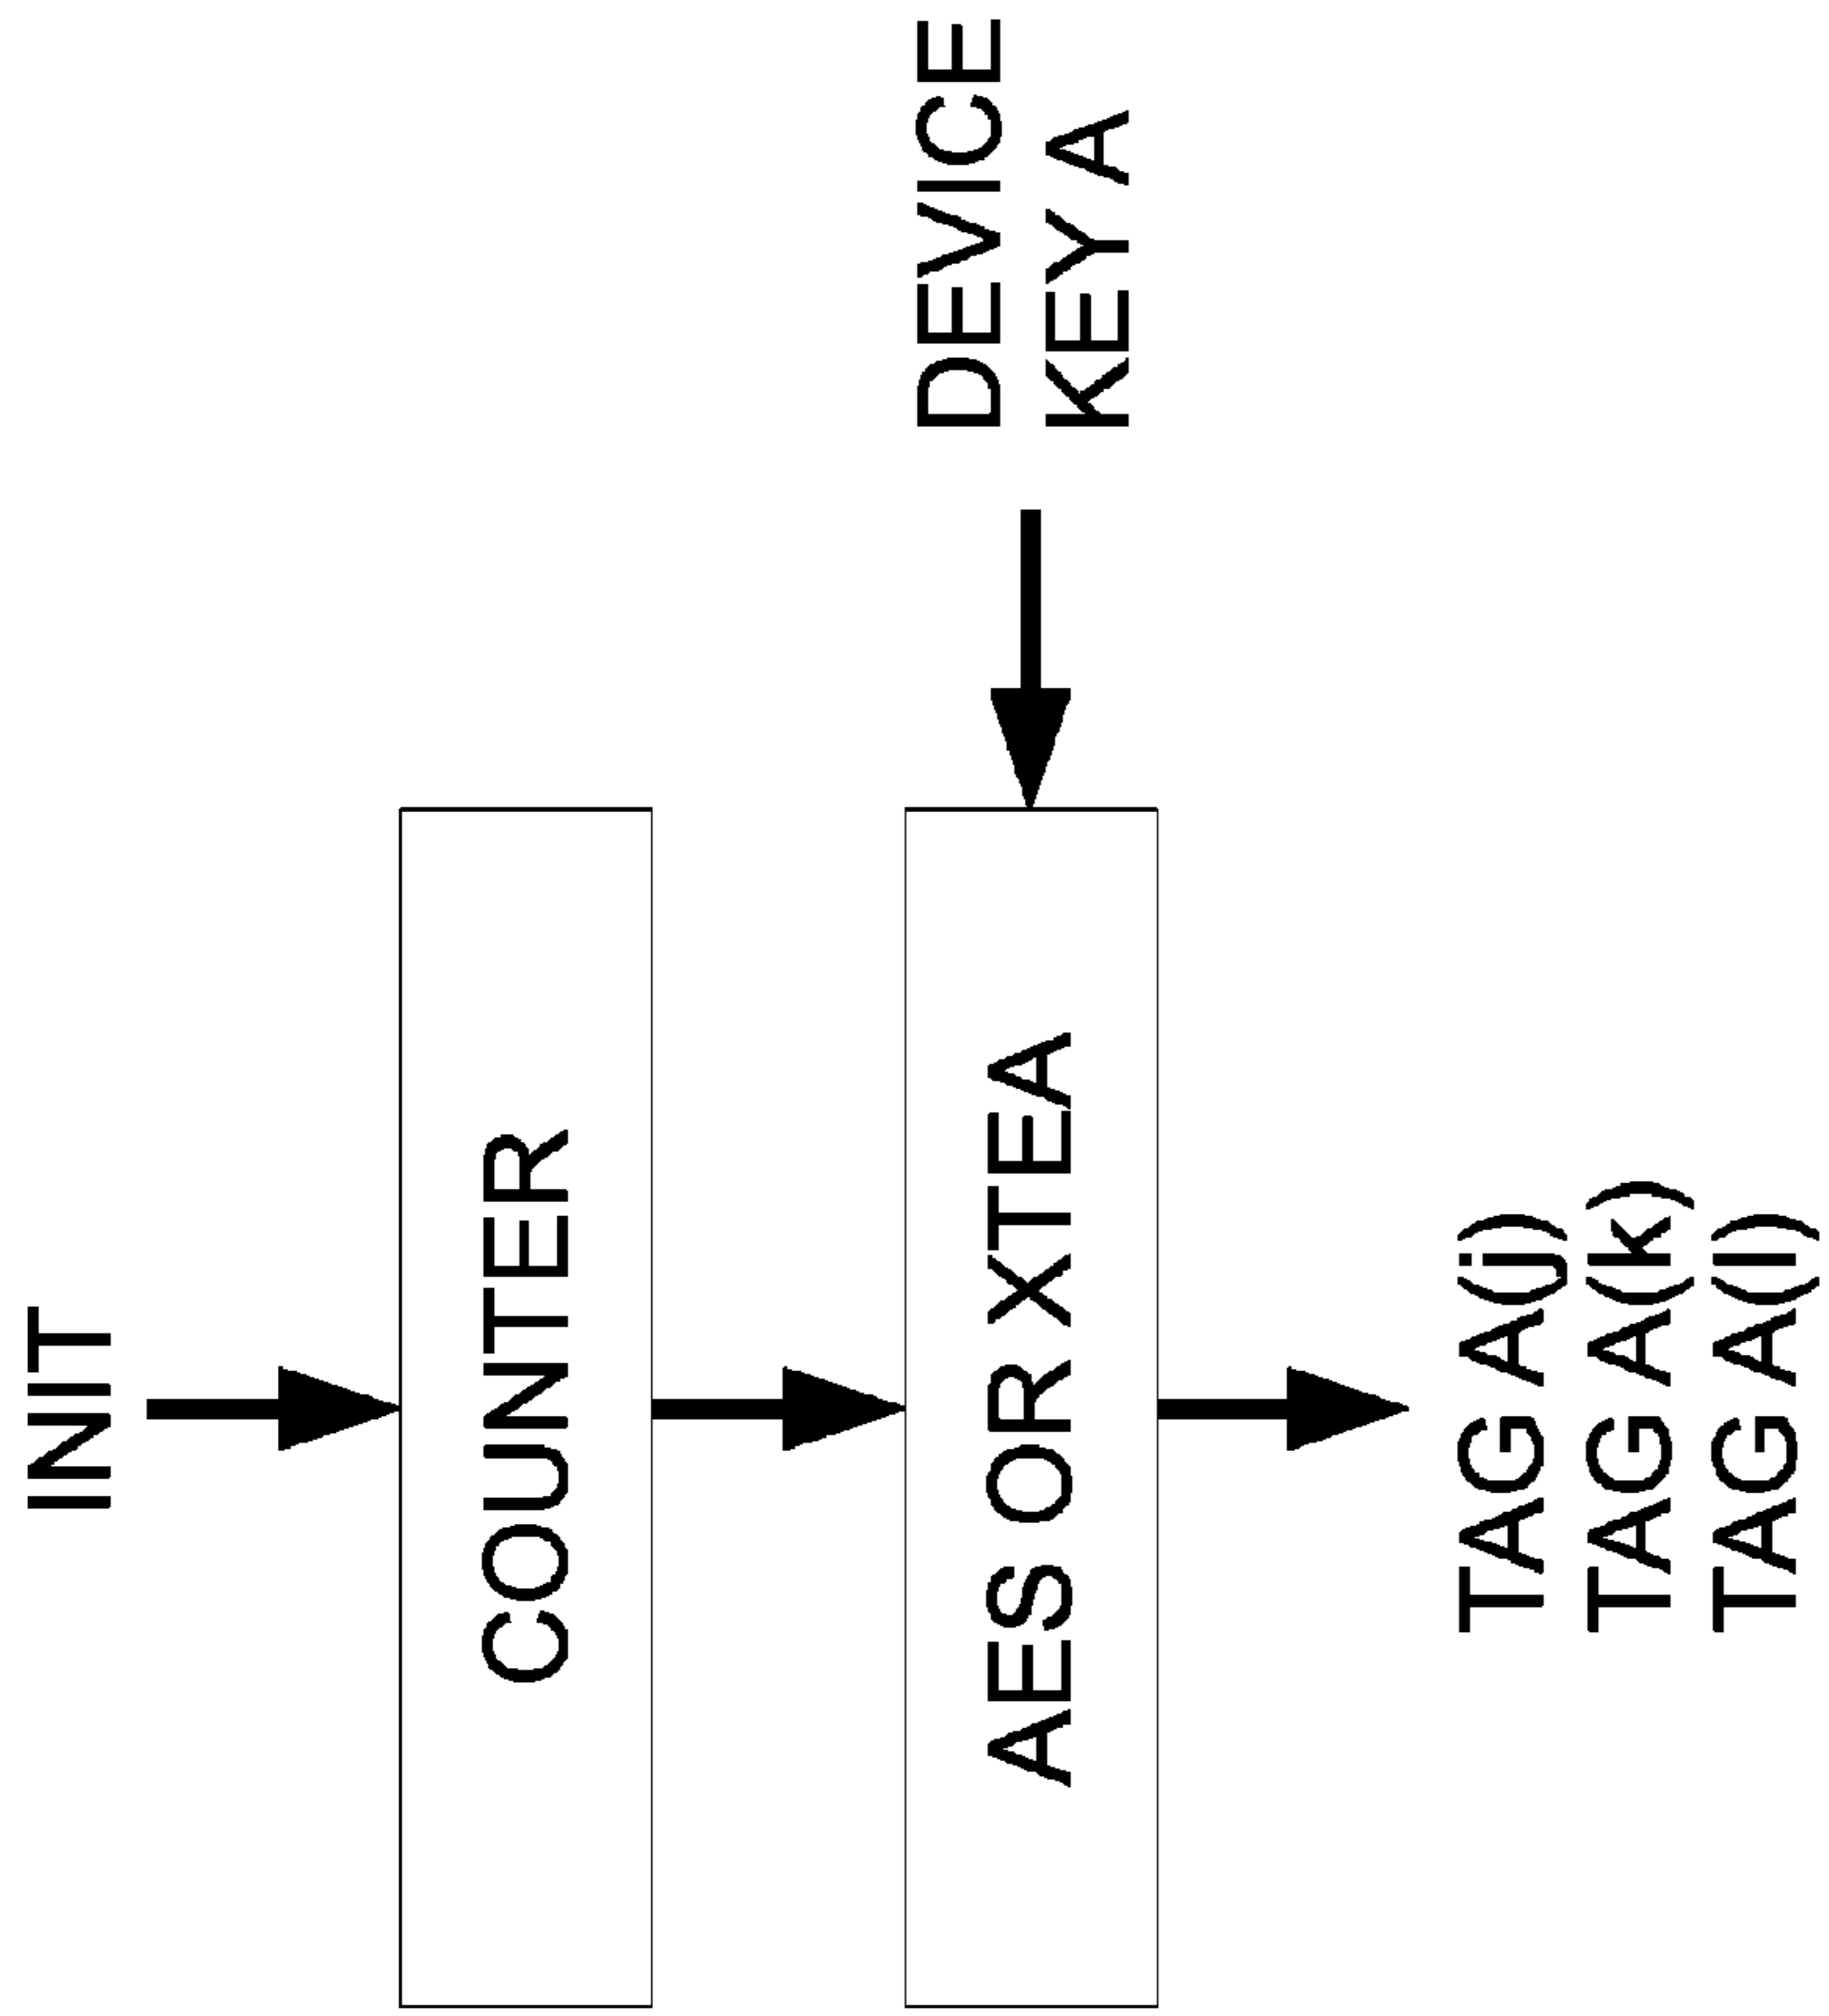 INIT
COUNTER
AES OR XTEA
DEVICE
KEY A
TAG A(j)
TAG A(k)
TAG A(l)